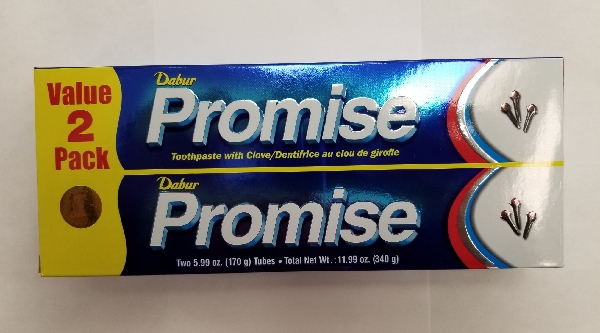 Value
2
Pack
Dabur
Promise
Toothpaste with Clove/Dentifrice au clou de girofle
Dabur
Promise
Two 5.99 oz. (170 g) Tubes • Total Net Wt. :11.99 oz. (340 g)